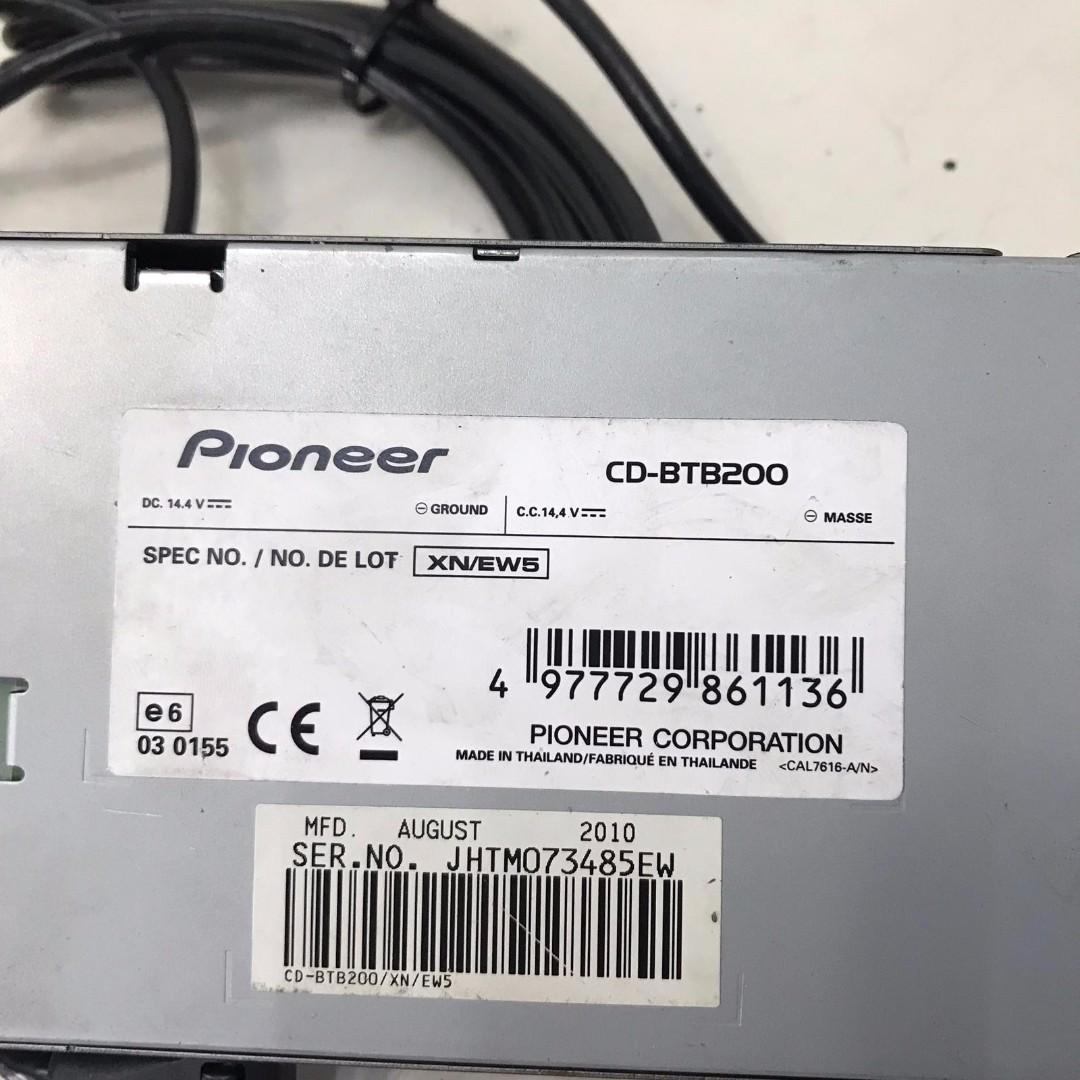 Pioneer
CD-BTB200
DC. 14.4 V ⎓ ⊖ GROUND
C.C.14,4 V ⎓ ⊖ MASSE
SPEC NO. / NO. DE LOT XN/EW5
4 977729 861136
e6
03 0155
CE
PIONEER CORPORATION
MADE IN THAILAND/FABRIQUÉ EN THAILANDE <CAL7616-A/N>
MFD. AUGUST 2010
SER.NO. JHTM073485EW
CD-BTB200/XN/EW5